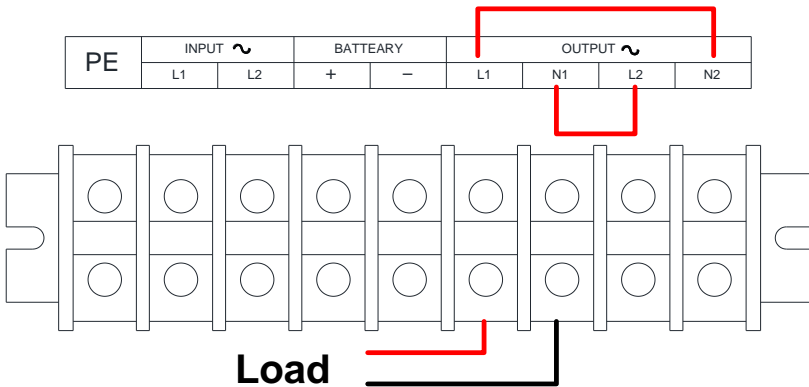 PE
INPUT ~
BATTEARY
OUTPUT ~
L1
L2
+
−
L1
N1
L2
N2
Load